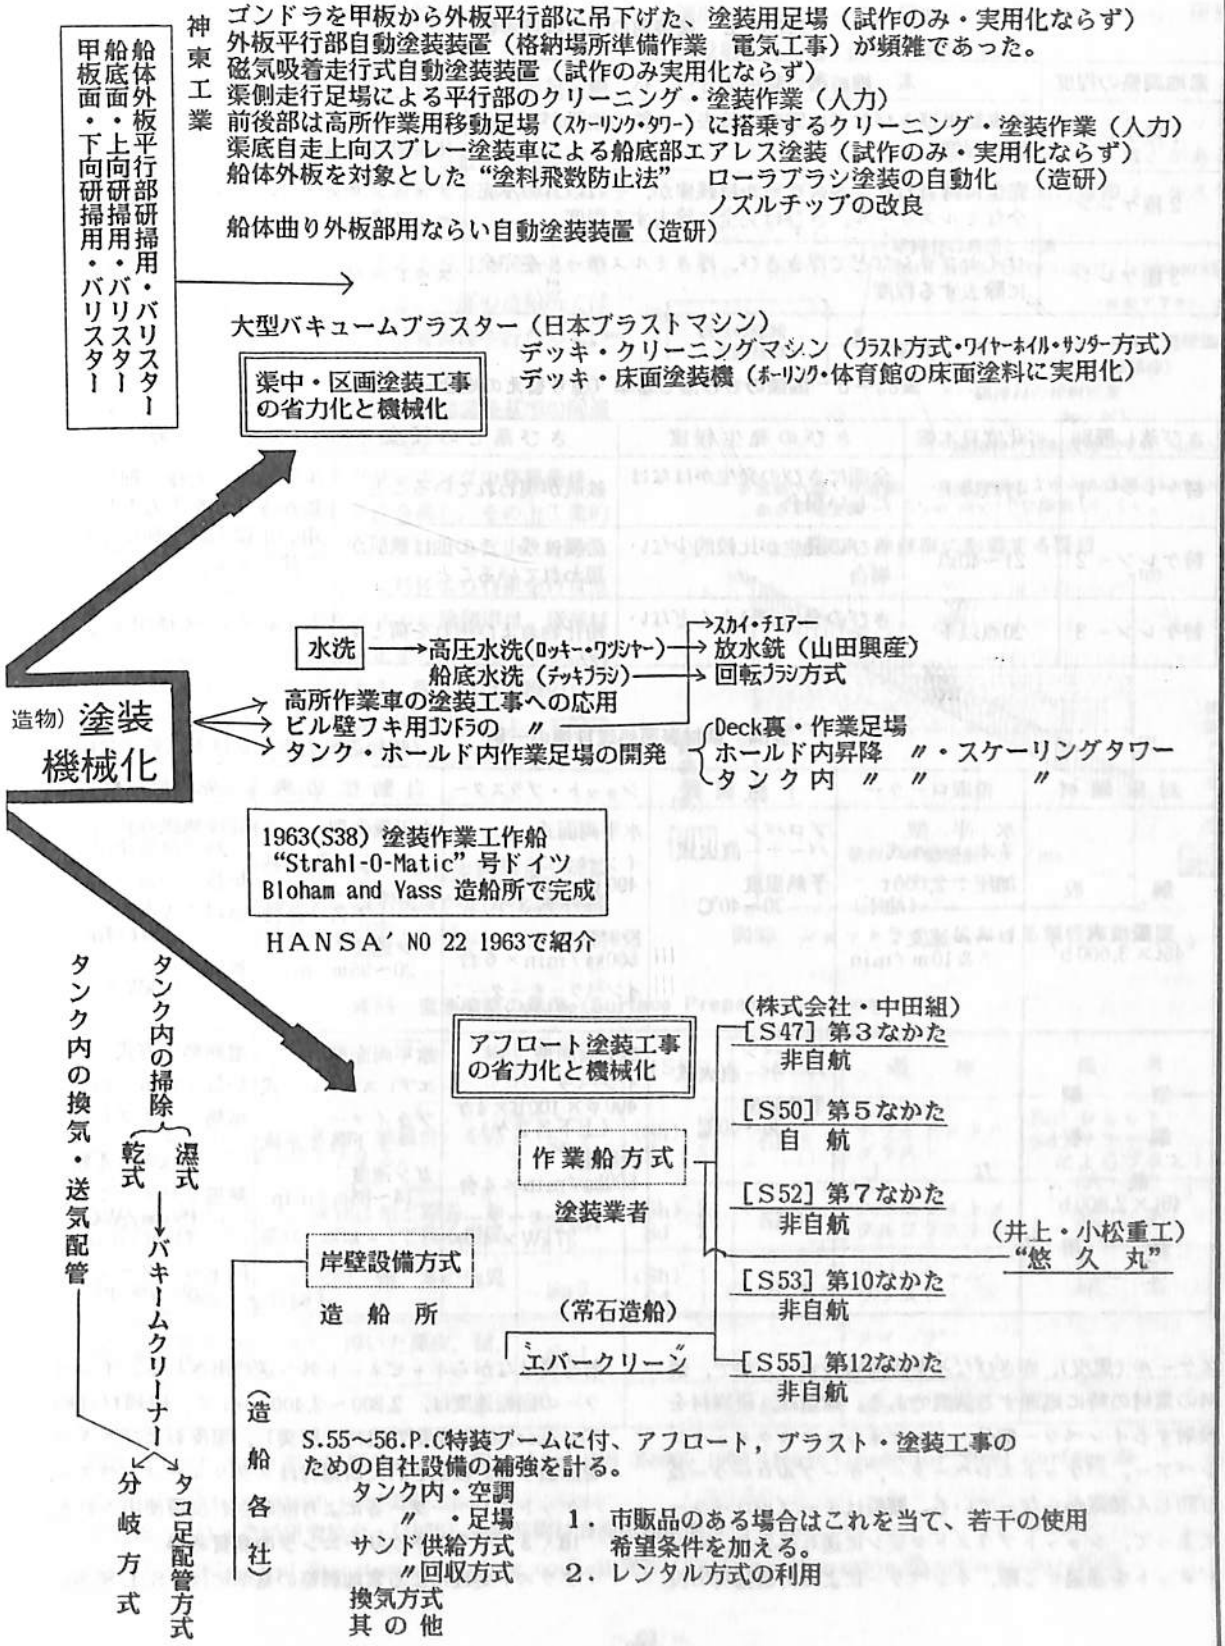 神東工業
ゴンドラを甲板から外板平行部に吊下げた、塗装用足場（試作のみ・実用化ならず）
外板平行部自動塗装装置（格納場所準備作業、電気工事）が頻雑であった。
磁気吸着走行式自動塗装装置（試作のみ実用化ならず）
渠側走行足場による平行部のクリーニング・塗装作業（人力）
前後部は高所作業用移動足場（スケーリンク・タワー）に搭乗するクリーニング・塗装作業（人力）
渠底自走上向スプレー塗装車による船底部エアレス塗装（試作のみ・実用化ならず）
船体外板を対象とした“塗料飛数防止法”　ローラブラジ塗装の自動化　（造研）
ノズルチップの改良
船体曲り外板部用ならい自動塗装装置（造研）
船体外板平行部研掃用・バリスター
船底面・上向研掃用・バリスター
甲板面・下向研掃用・バリスター
大型バキュームブラスター（日本ブラストマシン）
デッキ・クリーニングマシン（ブラスト方式・ワイヤーホイル・サンダー方式）
デッキ・床面塗装機（ホーリング・体育館の床面塗料に実用化）
渠中・区画塗装工事
の省力化と機械化
水洗
高圧水洗（ロッキー・ワツシャー）
船底水洗（デッキブラシ）
スカイ・チエアー
放水銃（山田興産）
回転ブラシ方式
造物）塗装
機械化
高所作業車の塗装工事への応用
ビル壁フキ用ゴンドラの　〃
タンク　ホールド内作業足場の開発
Deck裏・作業足場
ホールド内昇降　〃・スケーリングタワー
タンク内　〃　〃　　〃
1963(S38) 塗装作業工作船
“Strahl-O-Matic” 号ドイツ
Bloham and Vass 造船所で完成
HANSA・NO 22 1963で紹介
タンク内の掃除
湿式
乾式
バキームクリーナー
タコ足配管方式
分岐方式
タンク内の換気・送気配管
アフロート塗装工事
の省力化と機械化
（株式会社・中田組）
[S47] 第3なかた
非自航
[S50] 第5なかた
自　航
作業船方式
塗装業者
[S52] 第7なかた
非自航
（井上・小松重工）
“悠　久　丸”
[S53] 第10なかた
非自航
岸壁設備方式
造　船　所
（常石造船）
“エバークリーン”
[S55] 第12なかた
非自航
（造船各社）
S.55〜56.P.C特装ブームに付、アフロート，ブラスト・塗装工事の
ための自社設備の補強を計る。
タンク内・空調
〃　・足場
サンド　供給方式
回収方式
換気方式
其　の　他
1．市販品のある場合はこれを当て、若干の使用
希望条件を加える。
2．レンタル方式の利用